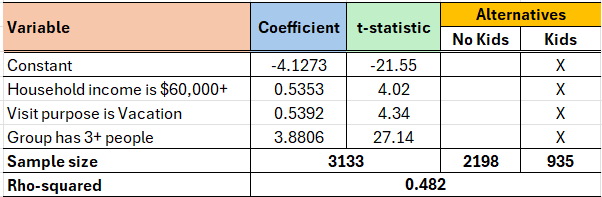 Variable Coefficient t-statistic Alternatives
No Kids Kids
Constant -4.1273 -21.55 X
Household income is $60,000+ 0.5353 4.02 X
Visit purpose is Vacation 0.5392 4.34 X
Group has 3+ people 3.8806 27.14 X
Sample size 3133 2198 935
Rho-squared 0.482